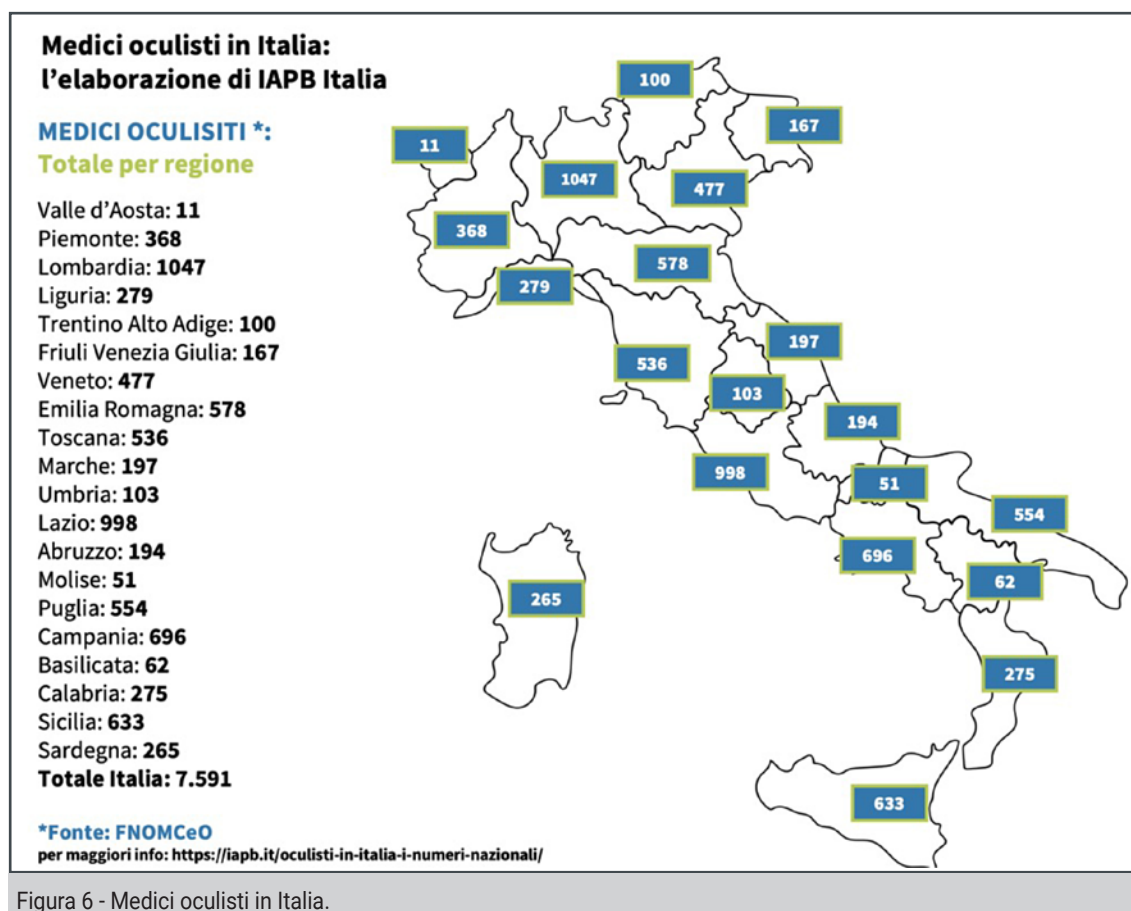 Medici oculisti in Italia:
l’elaborazione di IAPB Italia
MEDICI OCULISITI *:
Totale per regione
Valle d’Aosta: 11
Piemonte: 368
Lombardia: 1047
Liguria: 279
Trentino Alto Adige: 100
Friuli Venezia Giulia: 167
Veneto: 477
Emilia Romagna: 578
Toscana: 536
Marche: 197
Umbria: 103
Lazio: 998
Abruzzo: 194
Molise: 51
Puglia: 554
Campania: 696
Basilicata: 62
Calabria: 275
Sicilia: 633
Sardegna: 265
Totale Italia: 7.591
*Fonte: FNOMCeO
per maggiori info: https://iapb.it/oculisti-in-italia-i-numeri-nazionali/
100
167
11
1047
477
368
578
279
197
536
103
194
998
51
554
696
62
265
275
633
Figura 6 - Medici oculisti in Italia.